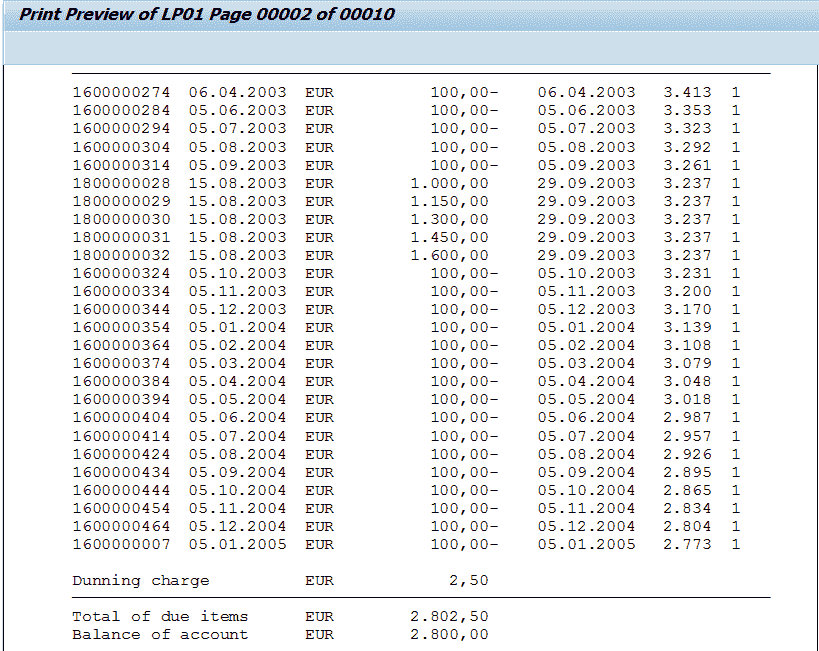 Print Preview of LP01 Page 00002 of 00010
1600000274 06.04.2003 EUR 100,00- 06.04.2003 3.413 1
1600000284 05.06.2003 EUR 100,00- 05.06.2003 3.353 1
1600000294 05.07.2003 EUR 100,00- 05.07.2003 3.323 1
1600000304 05.08.2003 EUR 100,00- 05.08.2003 3.292 1
1600000314 05.09.2003 EUR 100,00- 05.09.2003 3.261 1
1800000028 15.08.2003 EUR 1.000,00 29.09.2003 3.237 1
1800000029 15.08.2003 EUR 1.150,00 29.09.2003 3.237 1
1800000030 15.08.2003 EUR 1.300,00 29.09.2003 3.237 1
1800000031 15.08.2003 EUR 1.450,00 29.09.2003 3.237 1
1800000032 15.08.2003 EUR 1.600,00 29.09.2003 3.237 1
1600000324 05.10.2003 EUR 100,00- 05.10.2003 3.231 1
1600000334 05.11.2003 EUR 100,00- 05.11.2003 3.200 1
1600000344 05.12.2003 EUR 100,00- 05.12.2003 3.170 1
1600000354 05.01.2004 EUR 100,00- 05.01.2004 3.139 1
1600000364 05.02.2004 EUR 100,00- 05.02.2004 3.108 1
1600000374 05.03.2004 EUR 100,00- 05.03.2004 3.079 1
1600000384 05.04.2004 EUR 100,00- 05.04.2004 3.048 1
1600000394 05.05.2004 EUR 100,00- 05.05.2004 3.018 1
1600000404 05.06.2004 EUR 100,00- 05.06.2004 2.987 1
1600000414 05.07.2004 EUR 100,00- 05.07.2004 2.957 1
1600000424 05.08.2004 EUR 100,00- 05.08.2004 2.926 1
1600000434 05.09.2004 EUR 100,00- 05.09.2004 2.895 1
1600000444 05.10.2004 EUR 100,00- 05.10.2004 2.865 1
1600000454 05.11.2004 EUR 100,00- 05.11.2004 2.834 1
1600000464 05.12.2004 EUR 100,00- 05.12.2004 2.804 1
1600000007 05.01.2005 EUR 100,00- 05.01.2005 2.773 1
Dunning charge EUR 2,50
Total of due items EUR 2.802,50
Balance of account EUR 2.800,00